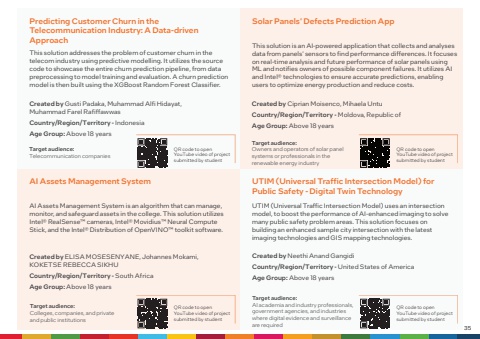 Predicting Customer Churn in the
Telecommunication Industry: A Data-driven
Approach
This solution addresses the problem of customer churn in the
telecom industry using predictive modelling. It utilizes the source
code to showcase the entire churn prediction pipeline, from data
preprocessing to model training and evaluation. A churn prediction
model is then built using the XGBoost Random Forest Classifier.
Created by Gusti Padaka, Muhammad Alfi Hidayat,
Muhammad Farel Rafiffawwas
Country/Region/Territory - Indonesia
Age Group: Above 18 years
Target audience:
Telecommunication companies
QR code to open
YouTube video of project
submitted by student
Solar Panels' Defects Prediction App
This solution is an AI-powered application that collects and analyses
data from panels' sensors to find performance differences. It focuses
on real-time analysis and future performance of solar panels using
ML and notifies owners of possible component failures. It utilizes AI
and Intel® technologies to ensure accurate predictions, enabling
users to optimize energy production and reduce costs.
Created by Ciprian Moisenco, Mihaela Untu
Country/Region/Territory - Moldova, Republic of
Age Group: Above 18 years
Target audience:
Owners and operators of solar panel
systems or professionals in the
renewable energy industry
QR code to open
YouTube video of project
submitted by student
AI Assets Management System
AI Assets Management System is an algorithm that can manage,
monitor, and safeguard assets in the college. This solution utilizes
Intel® RealSense™ cameras, Intel® Movidius™ Neural Compute
Stick, and the Intel® Distribution of OpenVINO™ toolkit software.
Created by ELISA MOSESENYANE, Johannes Mokami,
KOKETSE REBECCA SIKHU
Country/Region/Territory - South Africa
Age Group: Above 18 years
Target audience:
Colleges, companies, and private
and public institutions
QR code to open
YouTube video of project
submitted by student
UTIM (Universal Traffic Intersection Model) for
Public Safety - Digital Twin Technology
UTIM (Universal Traffic Intersection Model) uses an intersection
model, to boost the performance of AI-enhanced imaging to solve
many public safety problem areas. This solution focuses on
building an enhanced sample city intersection with the latest
imaging technologies and GIS mapping technologies.
Created by Neethi Anand Gangidi
Country/Region/Territory - United States of America
Age Group: Above 18 years
Target audience:
AI academia and industry professionals,
government agencies, and industries
where digital evidence and surveillance
are required
QR code to open
YouTube video of project
submitted by student
35